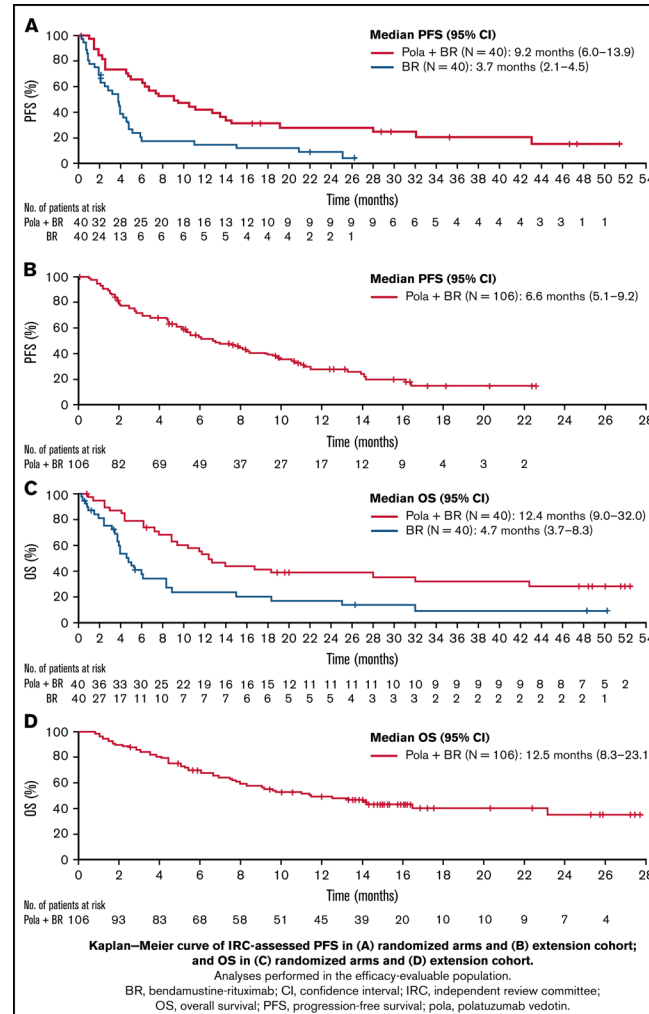 A
Median PFS (95% CI)
Pola + BR (N = 40): 9.2 months (6.0–13.9)
BR (N = 40): 3.7 months (2.1–4.5)
PFS (%)
100
80
60
40
20
0
0 2 4 6 8 10 12 14 16 18 20 22 24 26 28 30 32 34 36 38 40 42 44 46 48 50 52 54
Time (months)
No. of patients at risk
Pola + BR 40 32 28 25 20 18 16 13 12 10 9 9 9 9 9 6 6 5 4 4 4 4 3 3 1 1
BR 40 24 13 6 6 6 5 5 4 4 4 2 2 1
B
Median PFS (95% CI)
Pola + BR (N = 106): 6.6 months (5.1–9.2)
PFS (%)
100
80
60
40
20
0
0 2 4 6 8 10 12 14 16 18 20 22 24 26 28
Time (months)
No. of patients at risk
Pola + BR 106 82 69 49 37 27 17 12 9 4 3 2
C
Median OS (95% CI)
Pola + BR (N = 40): 12.4 months (9.0–32.0)
BR (N = 40): 4.7 months (3.7–8.3)
OS (%)
100
80
60
40
20
0
0 2 4 6 8 10 12 14 16 18 20 22 24 26 28 30 32 34 36 38 40 42 44 46 48 50 52 54
Time (months)
No. of patients at risk
Pola + BR 40 36 33 30 25 22 19 16 16 15 12 11 11 11 11 10 10 9 9 9 9 9 8 8 7 5 2
BR 40 27 17 11 10 7 7 7 6 6 5 5 5 4 3 3 3 2 2 2 2 2 2 2 2 1
D
Median OS (95% CI)
Pola + BR (N = 106): 12.5 months (8.3–23.1
OS (%)
100
80
60
40
20
0
0 2 4 6 8 10 12 14 16 18 20 22 24 26 28
Time (months)
No. of patients at risk
Pola + BR 106 93 83 68 58 51 45 39 20 10 10 9 7 4
Kaplan–Meier curve of IRC-assessed PFS in (A) randomized arms and (B) extension cohort;
and OS in (C) randomized arms and (D) extension cohort.
Analyses performed in the efficacy-evaluable population.
BR, bendamustine-rituximab; CI, confidence interval; IRC, independent review committee;
OS, overall survival; PFS, progression-free survival; pola, polatuzumab vedotin.